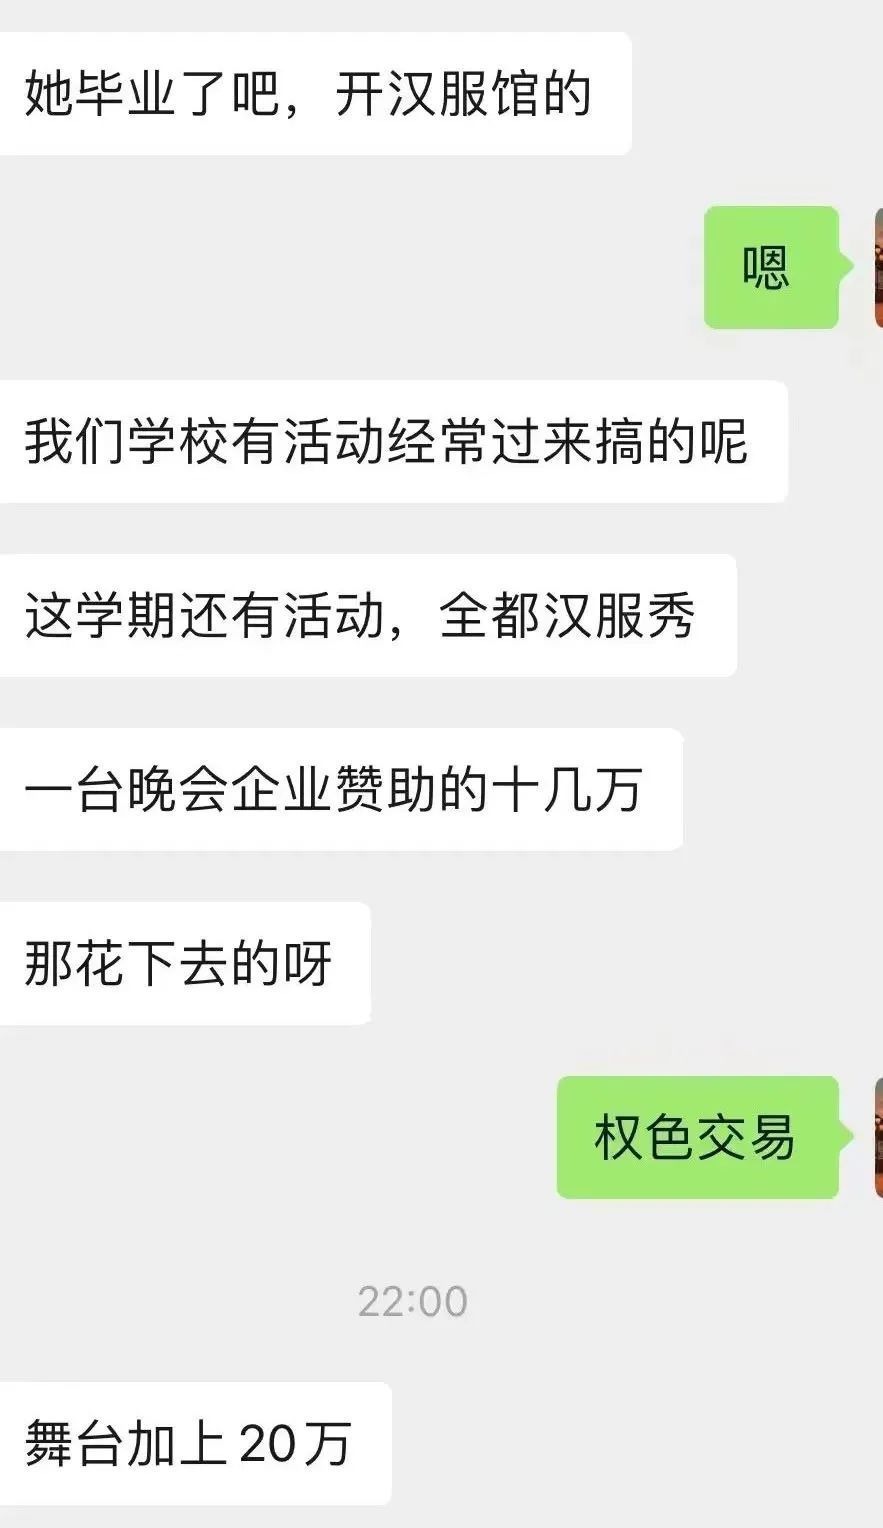 她毕业了吧，开汉服馆的
嗯
我们学校有活动经常过来搞的呢
这学期还有活动，全都汉服秀
一台晚会企业赞助的十几万
那花下去的呀
权色交易
22:00
舞台加上20万